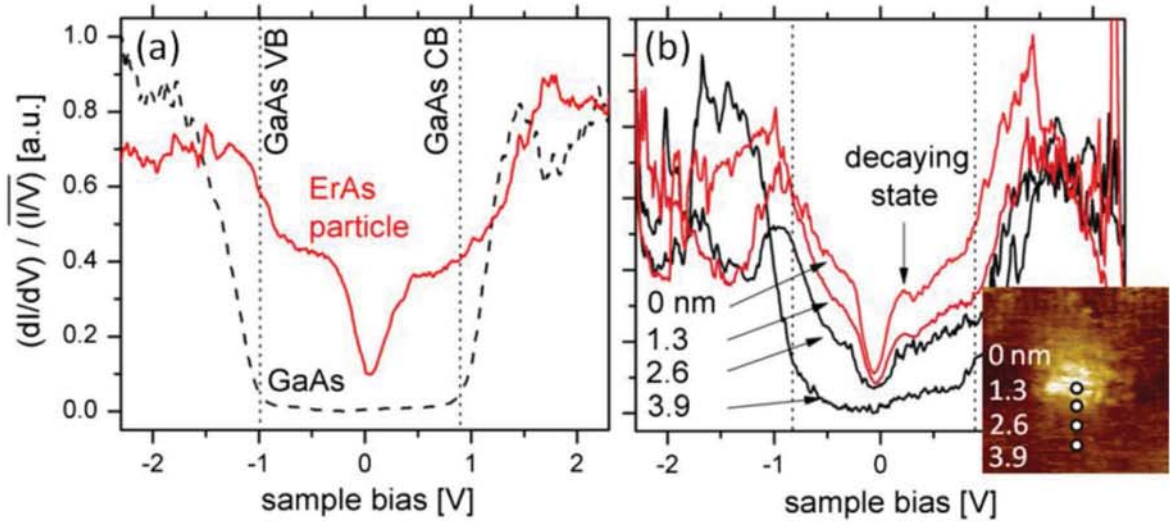 (a)
(dI/dV) / (I/V) [a.u.]
1.0
0.8
0.6
0.4
0.2
0.0
GaAs VB
GaAs CB
ErAs
particle
GaAs
-2
-1
0
1
2
sample bias [V]
(b)
decaying
state
0 nm
1.3
2.6
3.9
-2
-1
0
sample bias [V]
0 nm
1.3
2.6
3.9